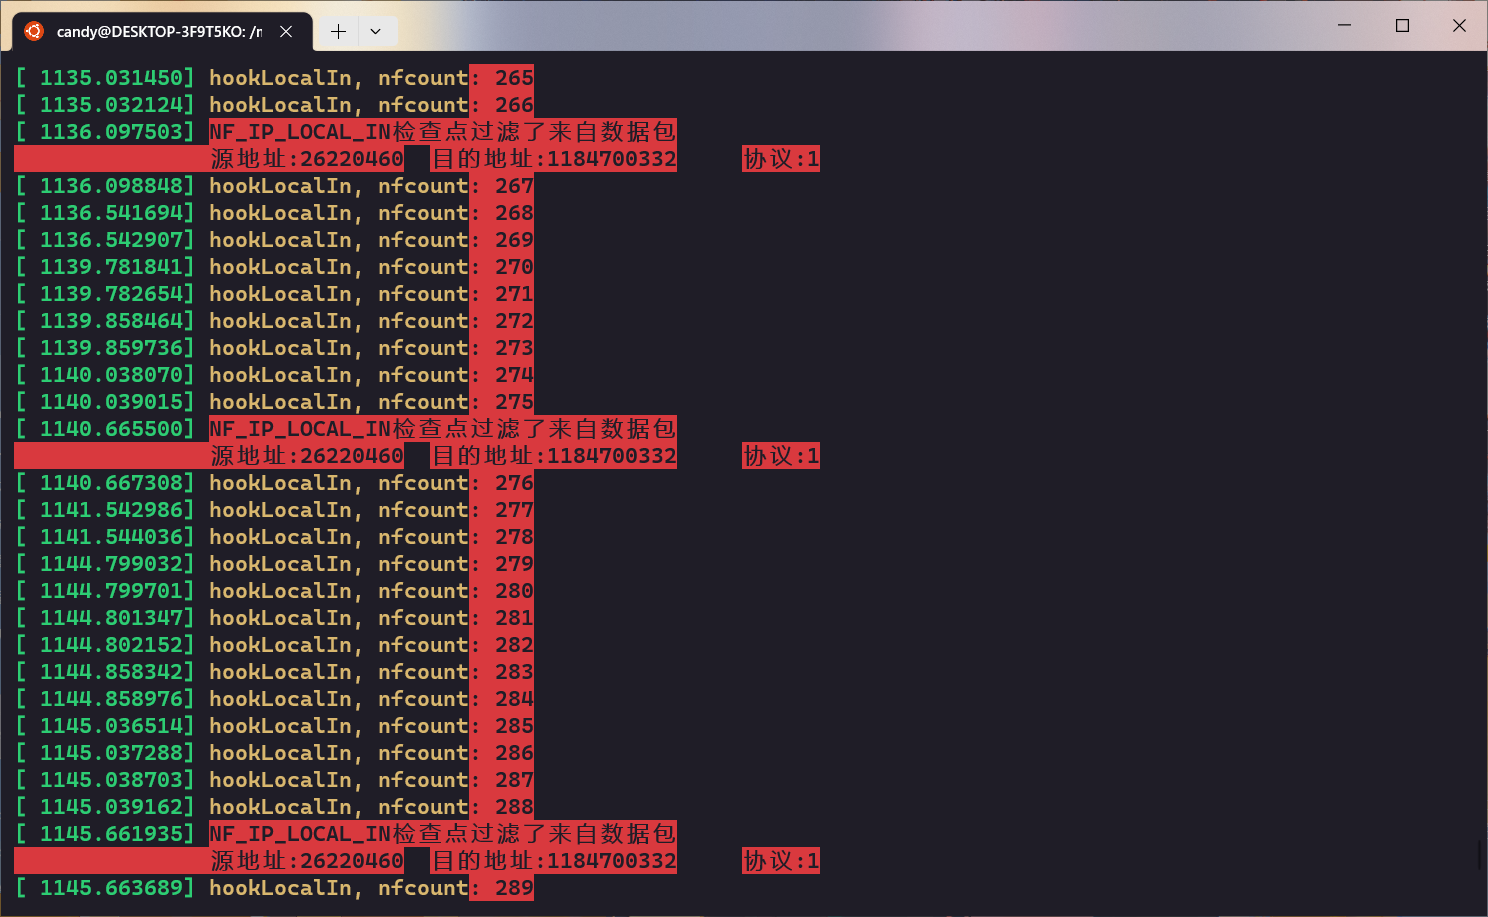 candy@DESKTOP-3F9T5KO: /n
[ 1135.031450] hookLocalIn, nfcount: 265
[ 1135.032124] hookLocalIn, nfcount: 266
[ 1136.097503] NF_IP_LOCAL_IN检查点过滤了来自数据包
源地址:26220460 目的地址:1184700332 协议:1
[ 1136.098848] hookLocalIn, nfcount: 267
[ 1136.541694] hookLocalIn, nfcount: 268
[ 1136.542907] hookLocalIn, nfcount: 269
[ 1139.781841] hookLocalIn, nfcount: 270
[ 1139.782654] hookLocalIn, nfcount: 271
[ 1139.858464] hookLocalIn, nfcount: 272
[ 1139.859736] hookLocalIn, nfcount: 273
[ 1140.038070] hookLocalIn, nfcount: 274
[ 1140.039015] hookLocalIn, nfcount: 275
[ 1140.665500] NF_IP_LOCAL_IN检查点过滤了来自数据包
源地址:26220460 目的地址:1184700332 协议:1
[ 1140.667308] hookLocalIn, nfcount: 276
[ 1141.542986] hookLocalIn, nfcount: 277
[ 1141.544036] hookLocalIn, nfcount: 278
[ 1144.799032] hookLocalIn, nfcount: 279
[ 1144.799701] hookLocalIn, nfcount: 280
[ 1144.801347] hookLocalIn, nfcount: 281
[ 1144.802152] hookLocalIn, nfcount: 282
[ 1144.858342] hookLocalIn, nfcount: 283
[ 1144.858976] hookLocalIn, nfcount: 284
[ 1145.036514] hookLocalIn, nfcount: 285
[ 1145.037288] hookLocalIn, nfcount: 286
[ 1145.038703] hookLocalIn, nfcount: 287
[ 1145.039162] hookLocalIn, nfcount: 288
[ 1145.661935] NF_IP_LOCAL_IN检查点过滤了来自数据包
源地址:26220460 目的地址:1184700332 协议:1
[ 1145.663689] hookLocalIn, nfcount: 289